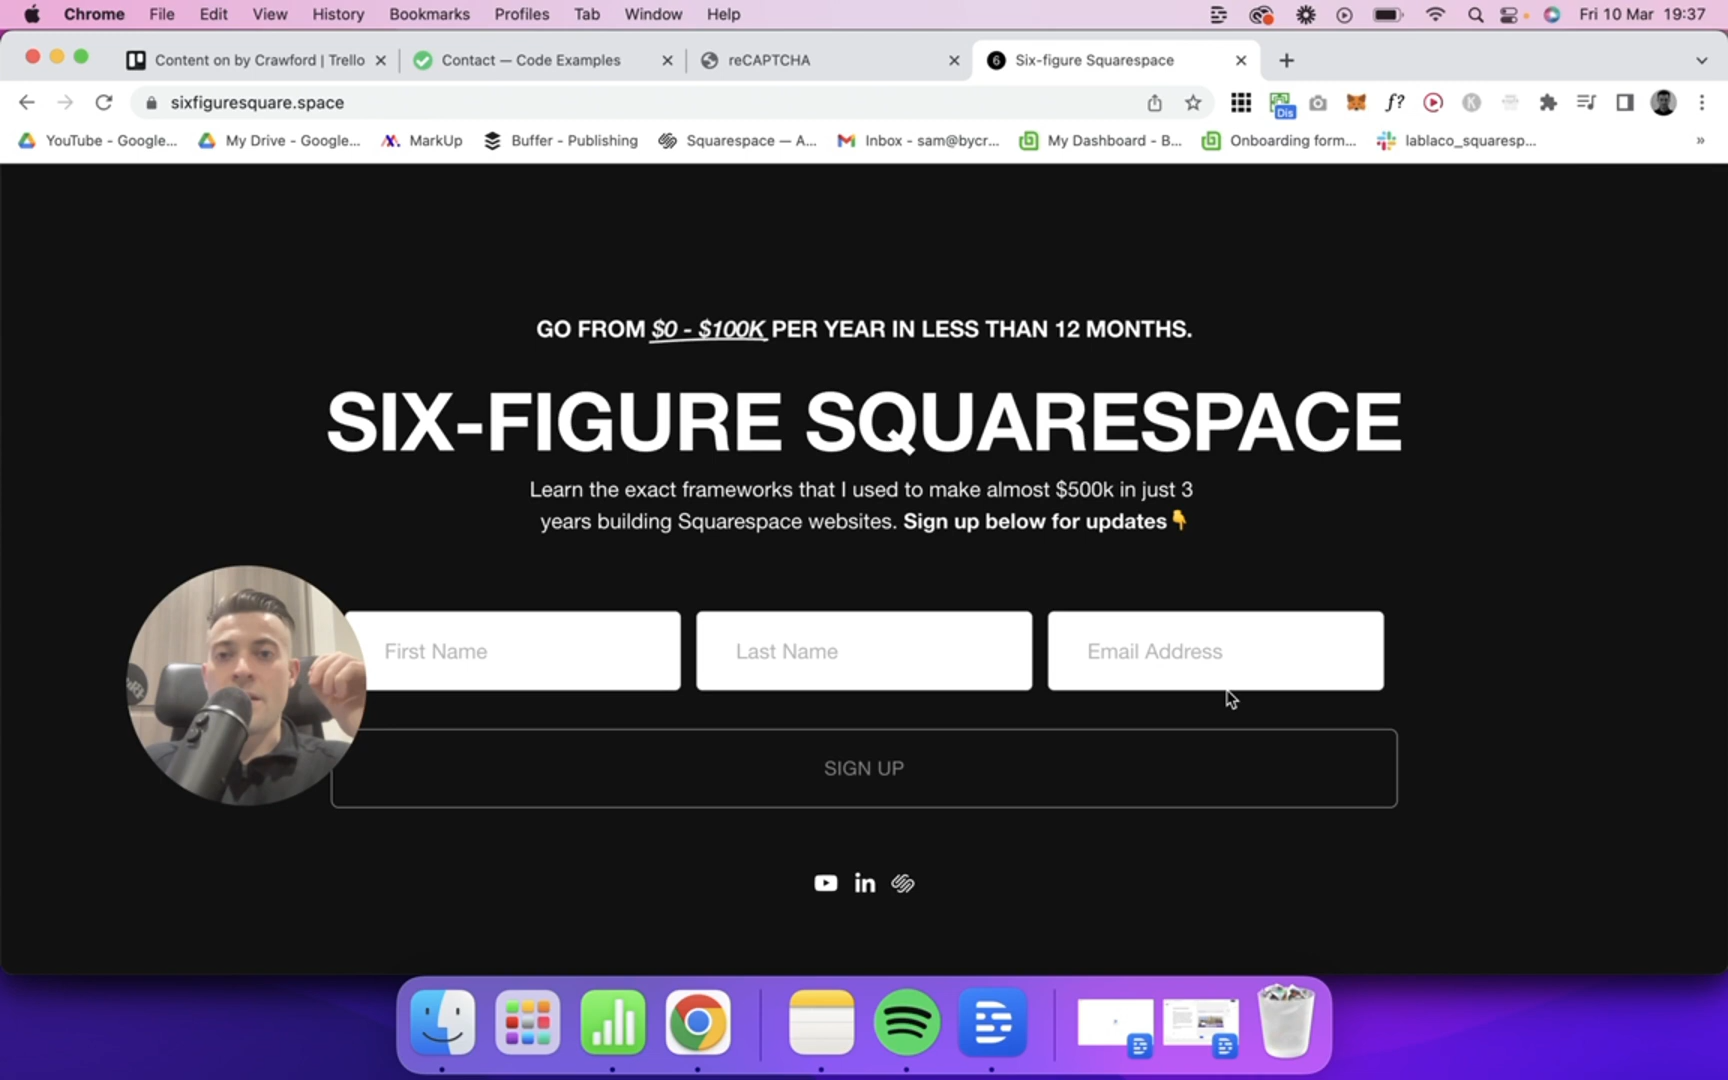 Chrome File Edit View History Bookmarks Profiles Tab Window Help Fri 10 Mar 19:37
Content on by Crawford | Trello Contact — Code Examples reCAPTCHA 6 Six-figure Squarespace
sixfiguresquare.space f? Dis K
YouTube - Google... My Drive - Google... MarkUp Buffer - Publishing Squarespace — A... Inbox - sam@bycr... My Dashboard - B... Onboarding form... lablaco_squaresp... »
GO FROM $0 - $100K PER YEAR IN LESS THAN 12 MONTHS.
SIX-FIGURE SQUARESPACE
Learn the exact frameworks that I used to make almost $500k in just 3
years building Squarespace websites. Sign up below for updates👇
First Name Last Name Email Address
SIGN UP
in